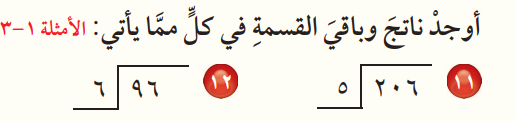 أوجدْ ناتجَ وباقيَ القسمةِ في كلٍّ ممَّا يأتي: الأمثلة ١-٣
١١ ٢٠٦ ٥ ١٢ ٩٦ ٦